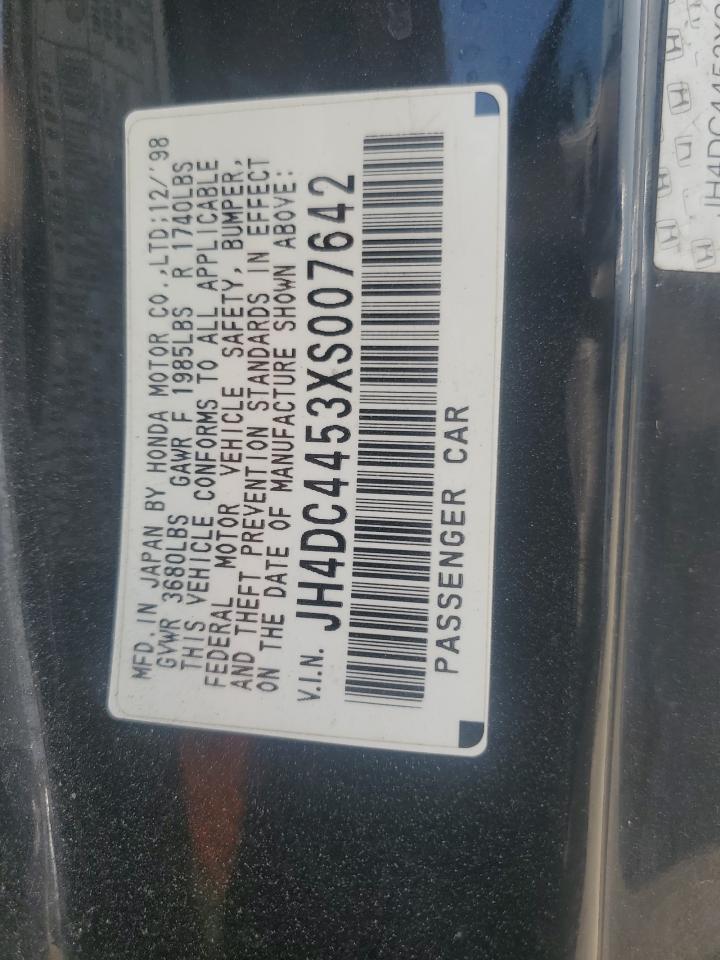 MFD. IN JAPAN BY HONDA MOTOR CO.,LTD;12/'98
GVWR 3680LBS GAWR F 1985LBS R 1740LBS
THIS VEHICLE CONFORMS TO ALL APPLICABLE
FEDERAL MOTOR VEHICLE SAFETY, BUMPER,
AND THEFT PREVENTION STANDARDS IN EFFECT
ON THE DATE OF MANUFACTURE SHOWN ABOVE:
V.I.N. JH4DC4453XS007642
PASSENGER CAR
JH4DC4453XS